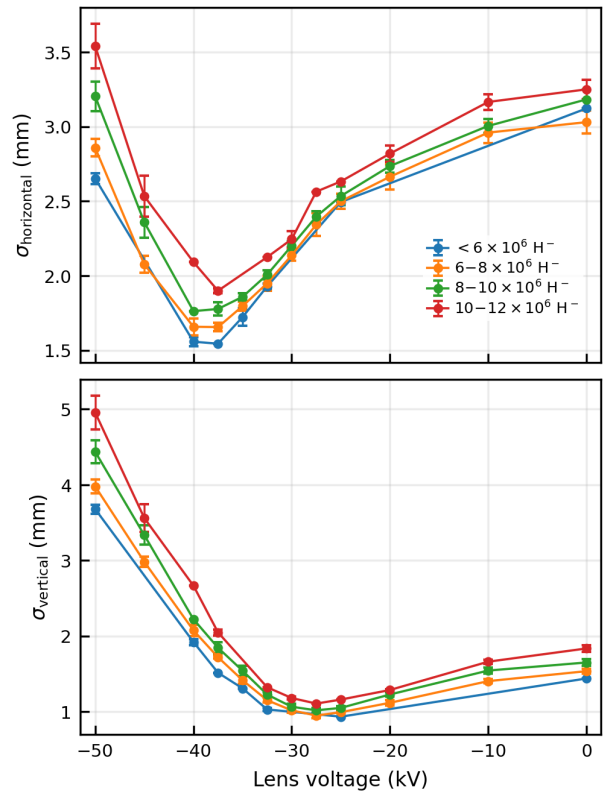 3.5
3.0
2.5
2.0
1.5
σhorizontal (mm)
< 6 × 10⁶ H⁻
6−8 × 10⁶ H⁻
8−10 × 10⁶ H⁻
10−12 × 10⁶ H⁻
5
4
3
2
1
σvertical (mm)
−50 −40 −30 −20 −10 0
Lens voltage (kV)